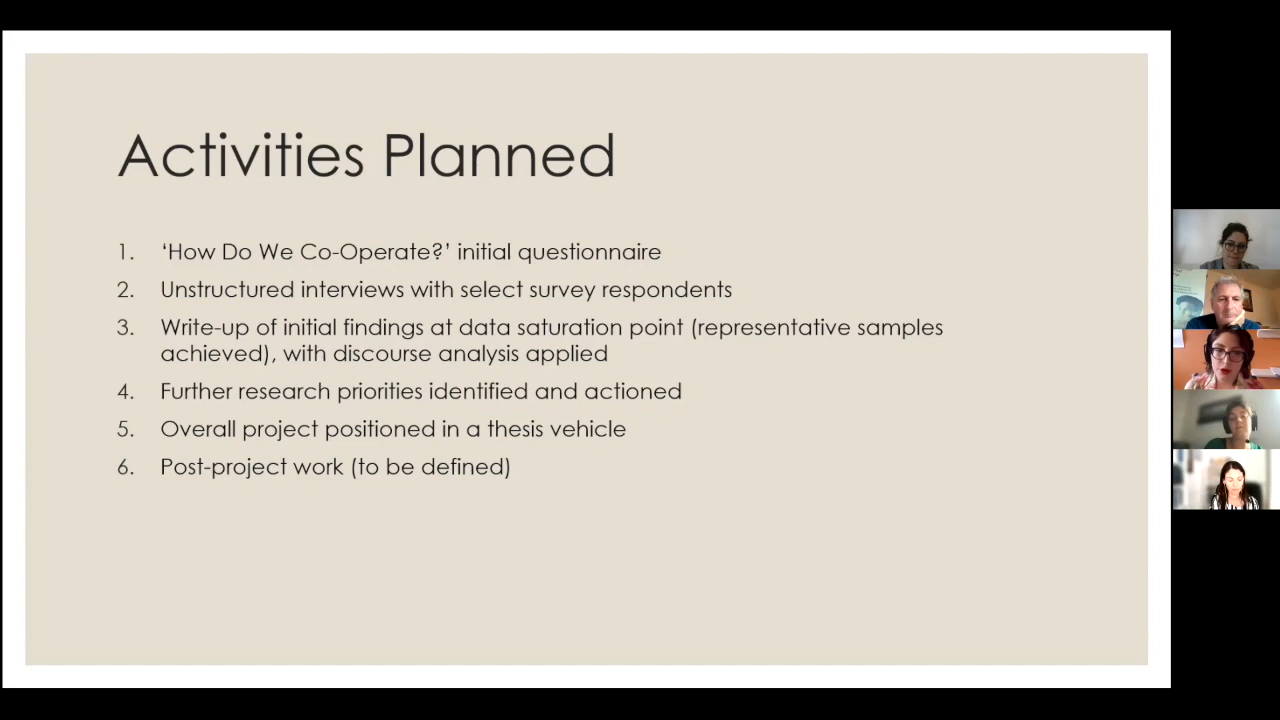 Activities Planned
1. ‘How Do We Co-Operate?’ initial questionnaire
2. Unstructured interviews with select survey respondents
3. Write-up of initial findings at data saturation point (representative samples
achieved), with discourse analysis applied
4. Further research priorities identified and actioned
5. Overall project positioned in a thesis vehicle
6. Post-project work (to be defined)